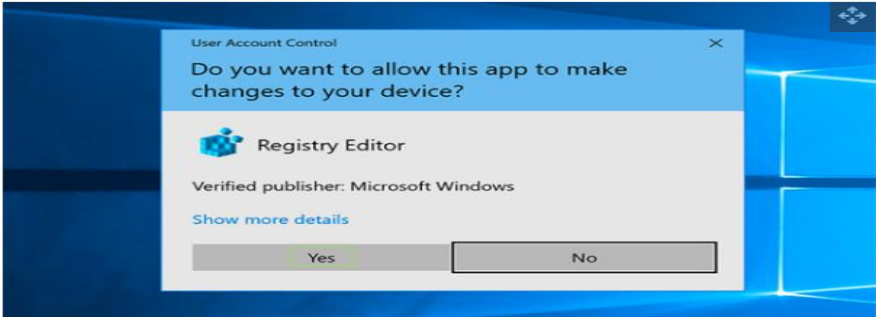 User Account Control
Do you want to allow this app to make
changes to your device?
Registry Editor
Verified publisher: Microsoft Windows
Show more details
Yes
No